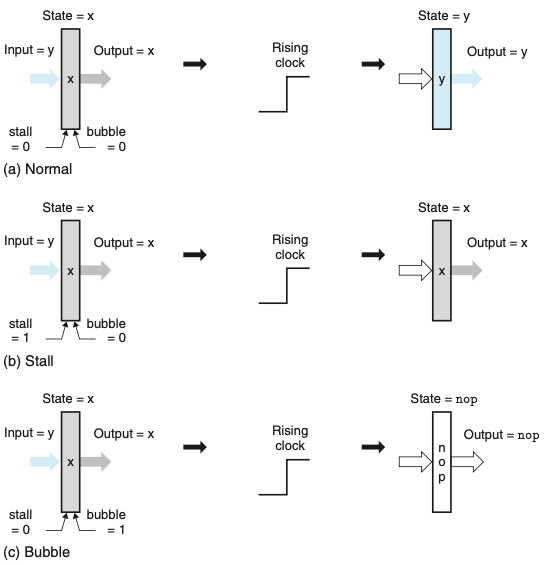 State = x
State = y
Input = y
Output = x
Rising
clock
Output = y
x
y
stall
= 0
bubble
= 0
(a) Normal
State = x
State = x
Input = y
Output = x
Rising
clock
Output = x
x
x
stall
= 1
bubble
= 0
(b) Stall
State = x
State = nop
Input = y
Output = x
Rising
clock
Output = nop
x
n
o
p
stall
= 0
bubble
= 1
(c) Bubble